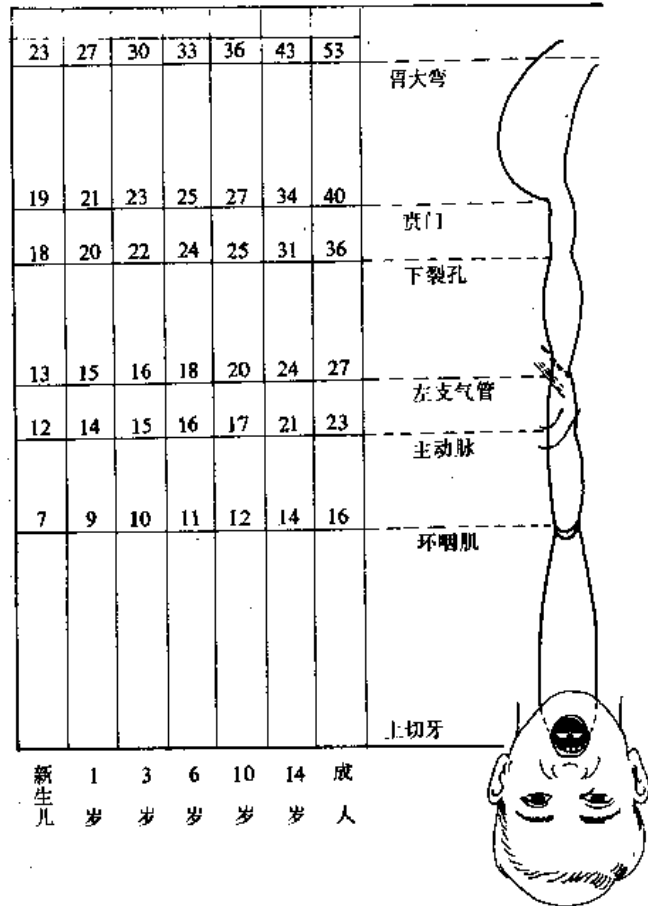 23 27 30 33 36 43 53
胃大弯
19 21 23 25 27 34 40
贲门
18 20 22 24 25 31 36
下裂孔
13 15 16 18 20 24 27
左支气管
12 14 15 16 17 21 23
主动脉
7 9 10 11 12 14 16
环咽肌
上切牙
新生儿 1岁 3岁 6岁 10岁 14岁 成人